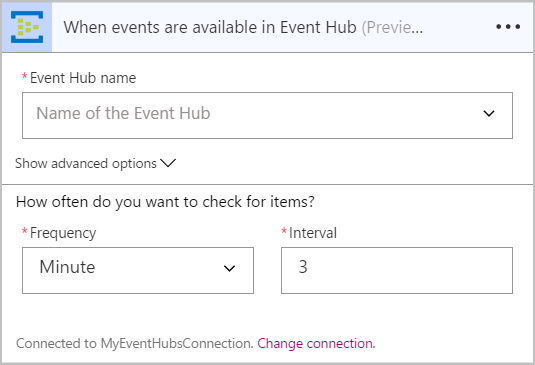 When events are available in Event Hub (Previe...
*Event Hub name
Name of the Event Hub
Show advanced options
How often do you want to check for items?
*Frequency *Interval
Minute 3
Connected to MyEventHubsConnection. Change connection.